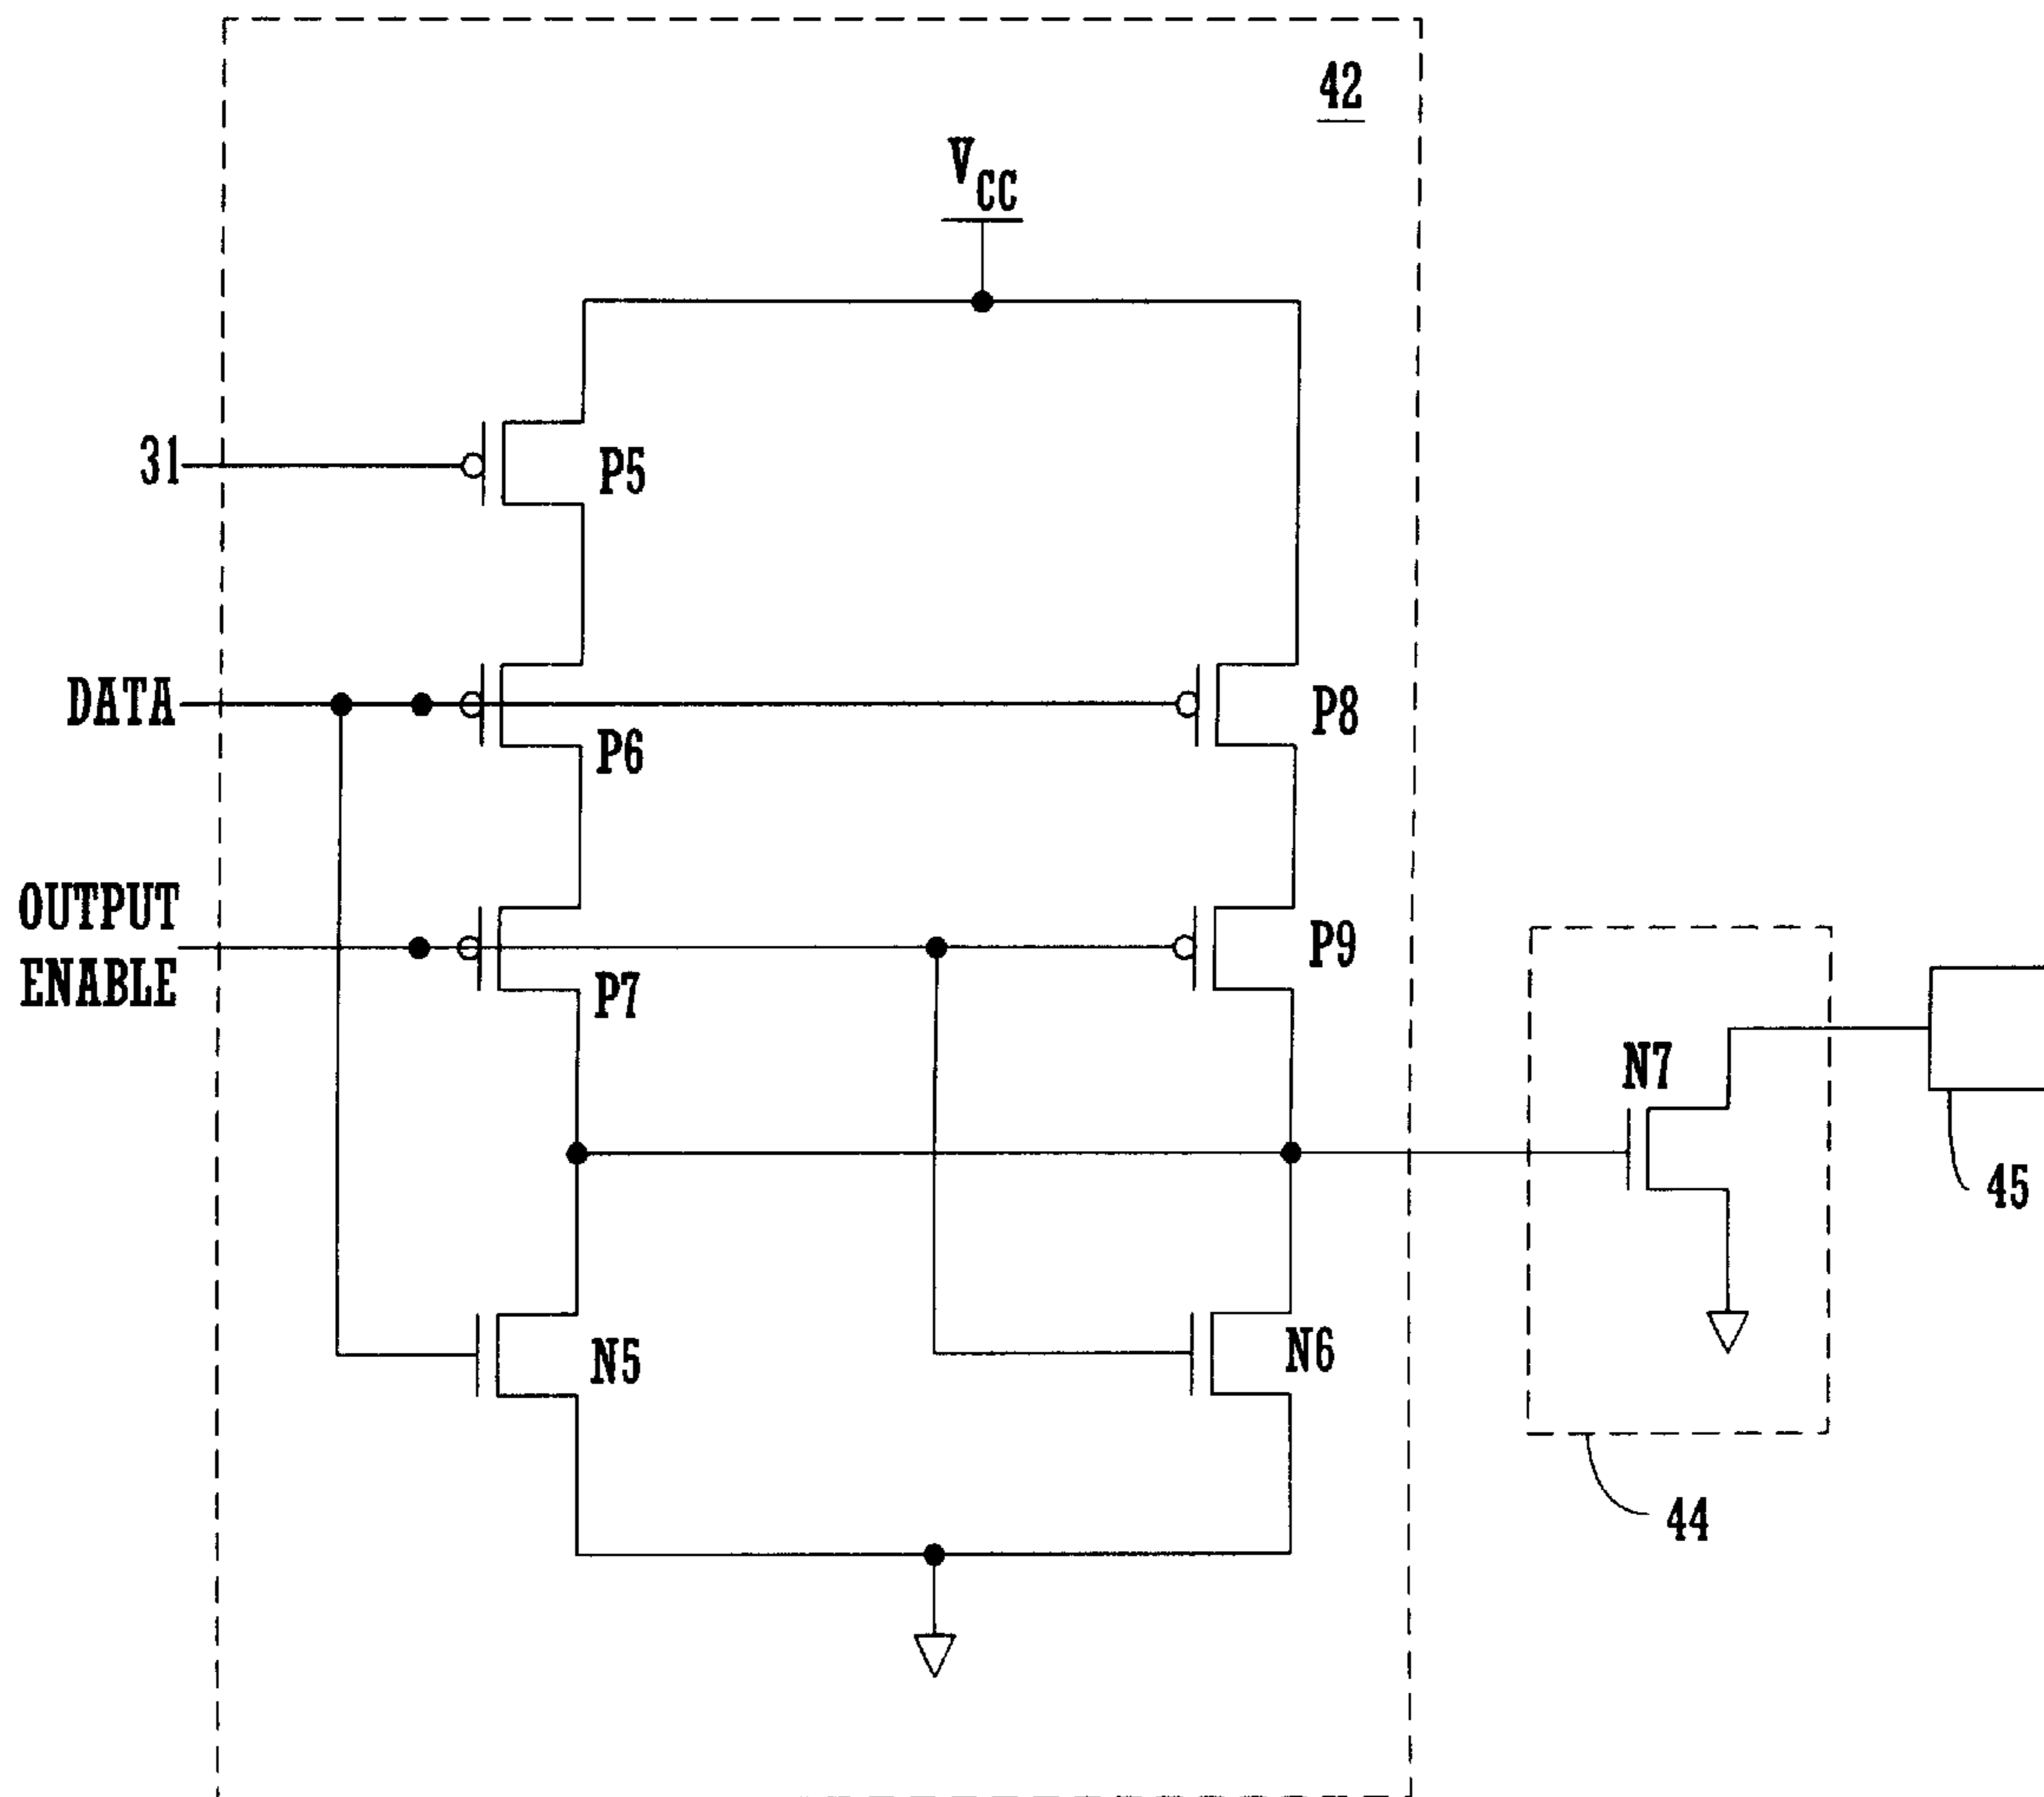 42
VCC
31
P5
DATA
P6
P8
OUTPUT
ENABLE
P7
P9
N7
45
N5
N6
44